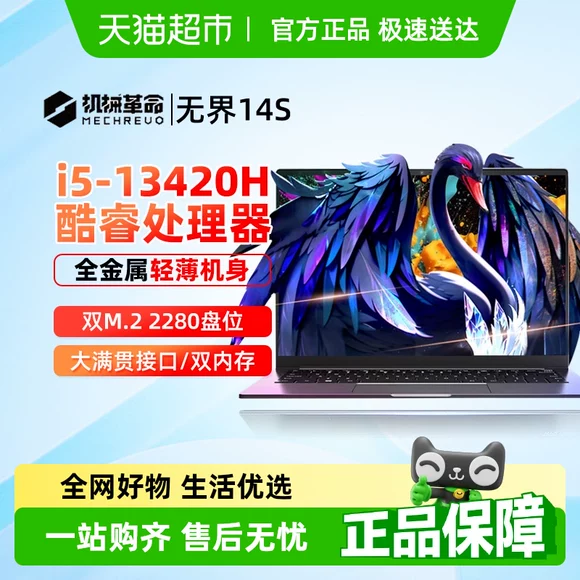 天猫超市 官方正品 极速送达
机械革命 无界14S
MECHREVO
i5-13420H
酷睿处理器
全金属轻薄机身
双M.2 2280盘位
大满贯接口/双内存
全网好物 生活优选
一站购齐 售后无忧 正品保障